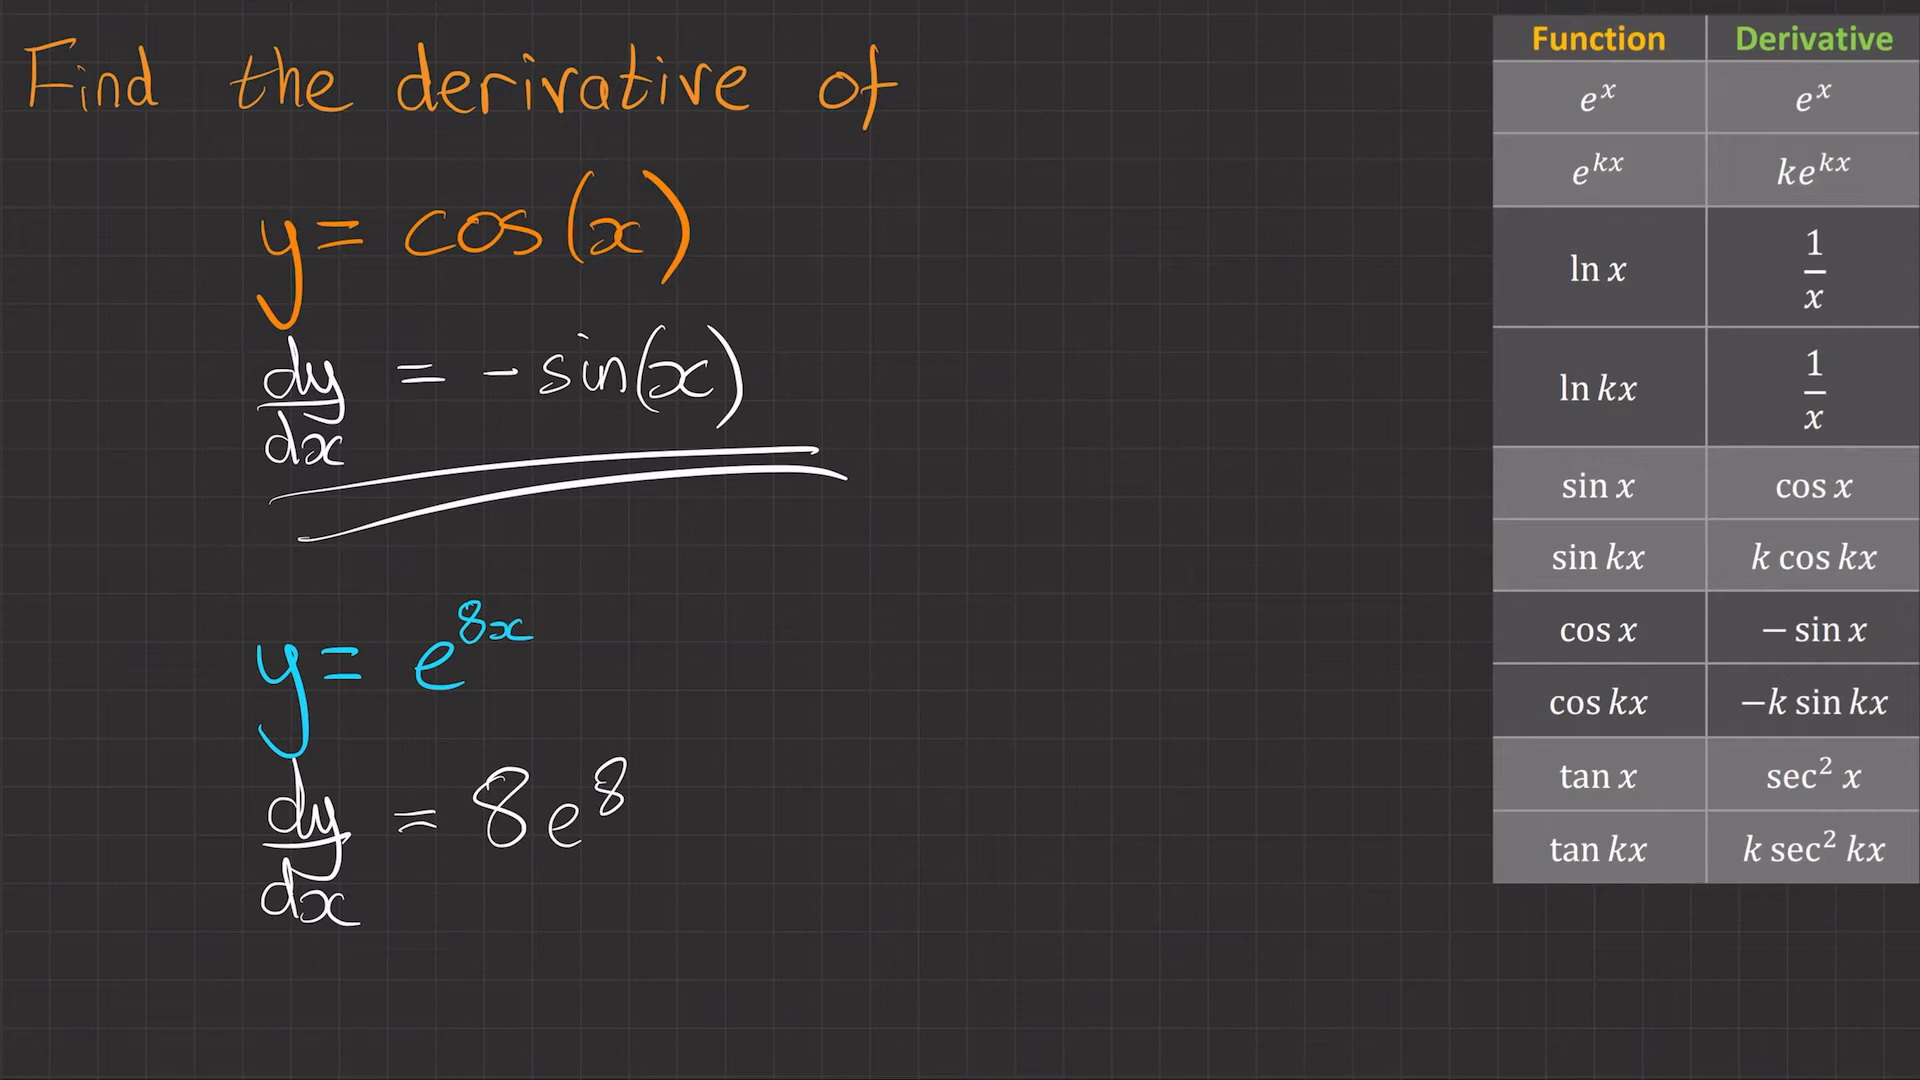 Find the derivative of
y = cos(x)
dy/dx = - sin(x)
y = e^{8x}
dy/dx = 8e^8
Function Derivative
e^x e^x
e^{kx} ke^{kx}
ln x 1/x
ln kx 1/x
sin x cos x
sin kx k cos kx
cos x − sin x
cos kx −k sin kx
tan x sec² x
tan kx k sec² kx